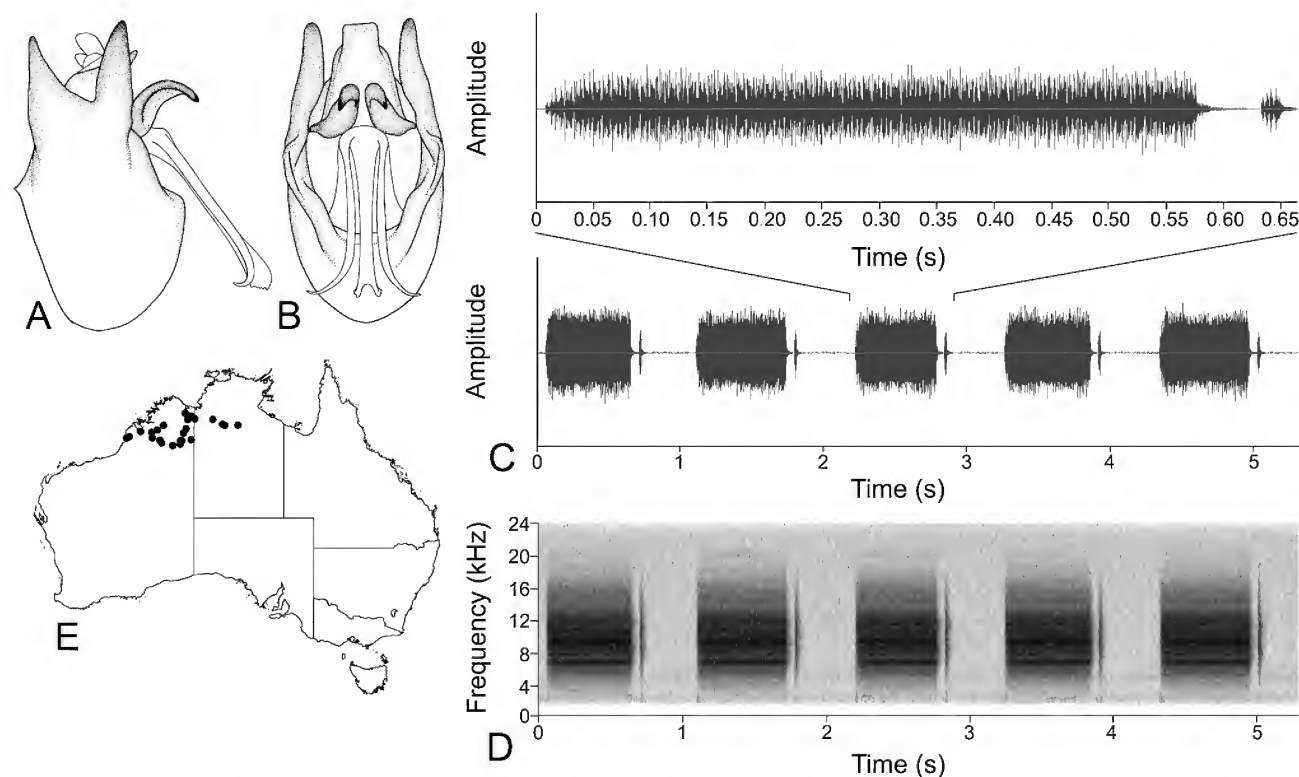 A
B
Amplitude
0 0.05 0.10 0.15 0.20 0.25 0.30 0.35 0.40 0.45 0.50 0.55 0.60 0.65
Time (s)
Amplitude
C
0 1 2 3 4 5
Time (s)
E
Frequency (kHz)
24
20
16
12
8
4
0
D
0 1 2 3 4 5
Time (s)